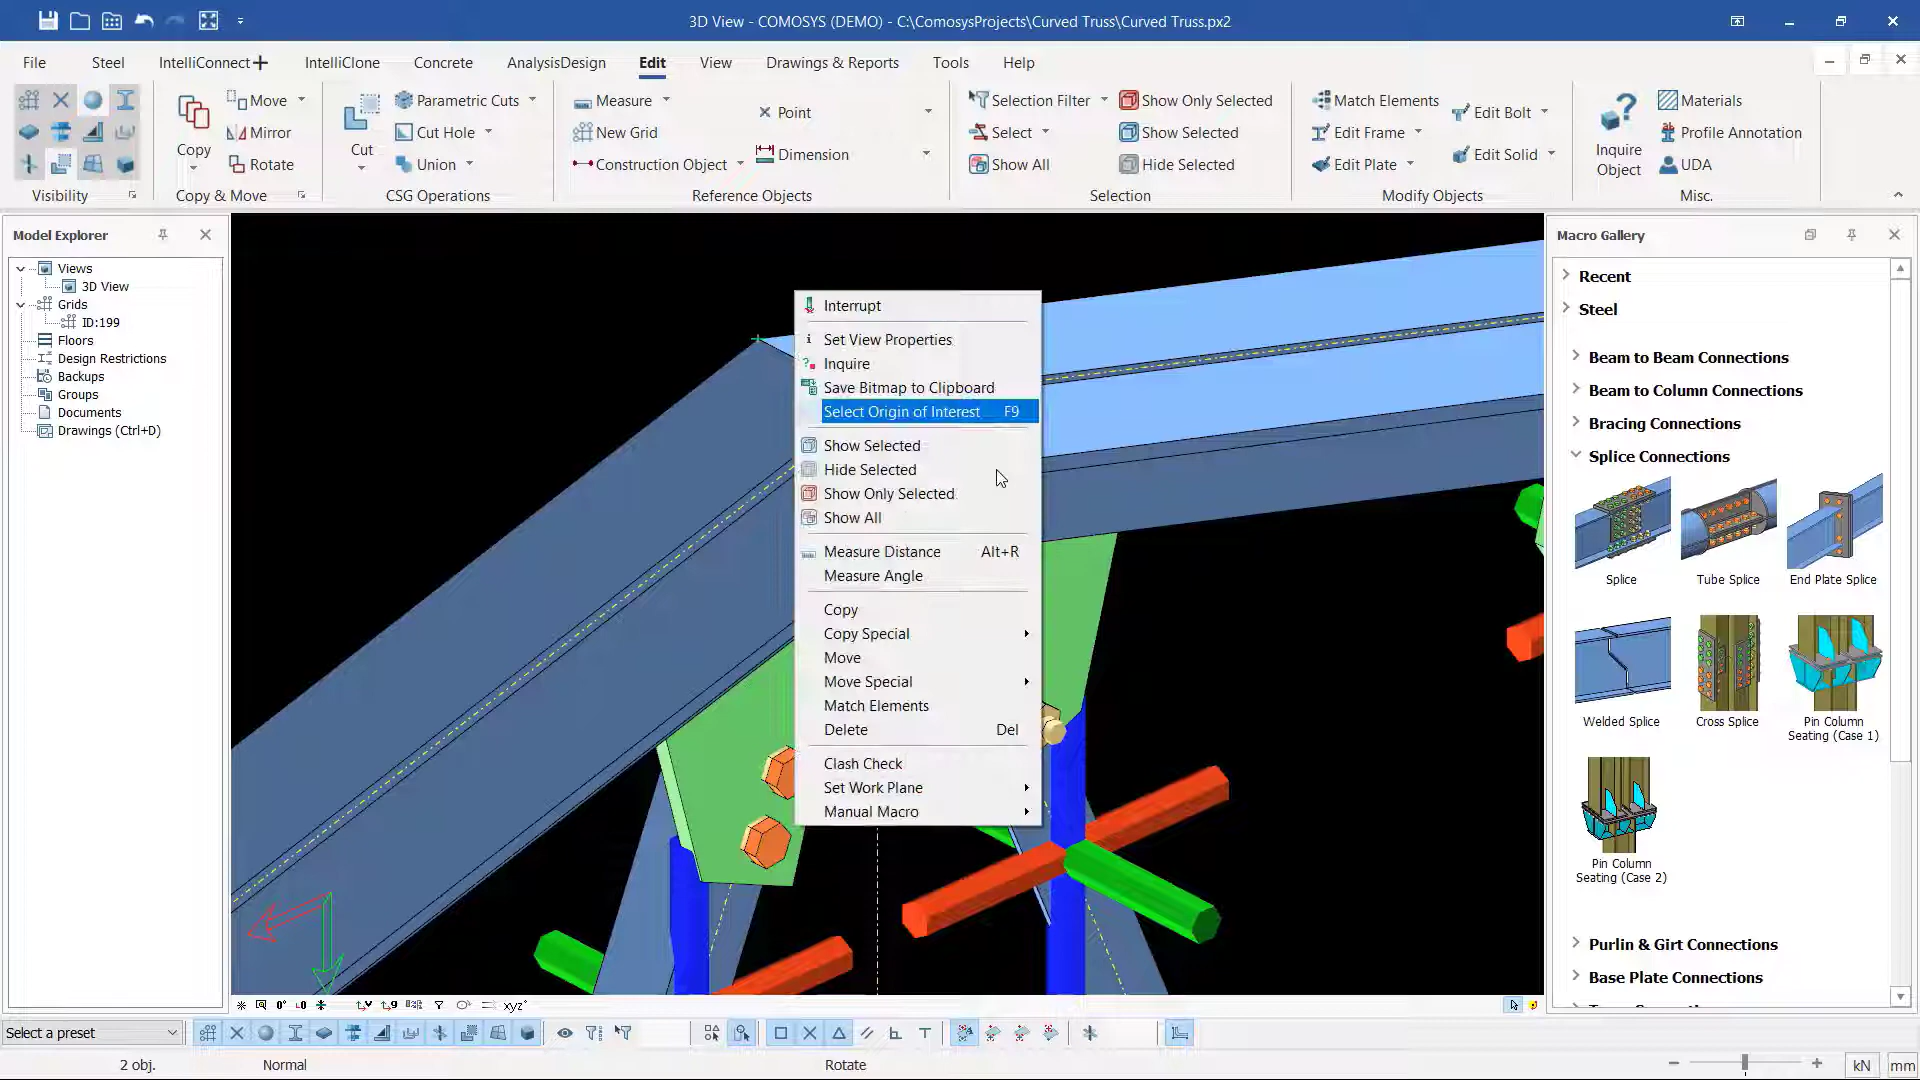 3D View - COMOSYS (DEMO) - C:\ComosysProjects\Curved Truss\Curved Truss.px2
File
Steel
IntelliConnect
IntelliClone
Concrete
AnalysisDesign
Edit
View
Drawings & Reports
Tools
Help
Visibility
Copy
Move
Mirror
Rotate
Copy & Move
Cut
Parametric Cuts
Cut Hole
Union
CSG Operations
Measure
New Grid
Construction Object
Point
Dimension
Reference Objects
Selection Filter
Select
Show All
Show Only Selected
Show Selected
Hide Selected
Selection
Match Elements
Edit Frame
Edit Plate
Edit Bolt
Edit Solid
Modify Objects
Inquire
Object
Materials
Profile Annotation
UDA
Misc.
Model Explorer
Views
3D View
Grids
ID:199
Floors
Design Restrictions
Backups
Groups
Documents
Drawings (Ctrl+D)
Interrupt
Set View Properties
Inquire
Save Bitmap to Clipboard
Select Origin of Interest F9
Show Selected
Hide Selected
Show Only Selected
Show All
Measure Distance Alt+R
Measure Angle
Copy
Copy Special
Move
Move Special
Match Elements
Delete Del
Clash Check
Set Work Plane
Manual Macro
Macro Gallery
Recent
Steel
Beam to Beam Connections
Beam to Column Connections
Bracing Connections
Splice Connections
Splice
Tube Splice
End Plate Splice
Welded Splice
Cross Splice
Pin Column
Seating (Case 1)
Pin Column
Seating (Case 2)
Purlin & Girt Connections
Base Plate Connections
xyz
Select a preset
2 obj.
Normal
Rotate
kN
mm